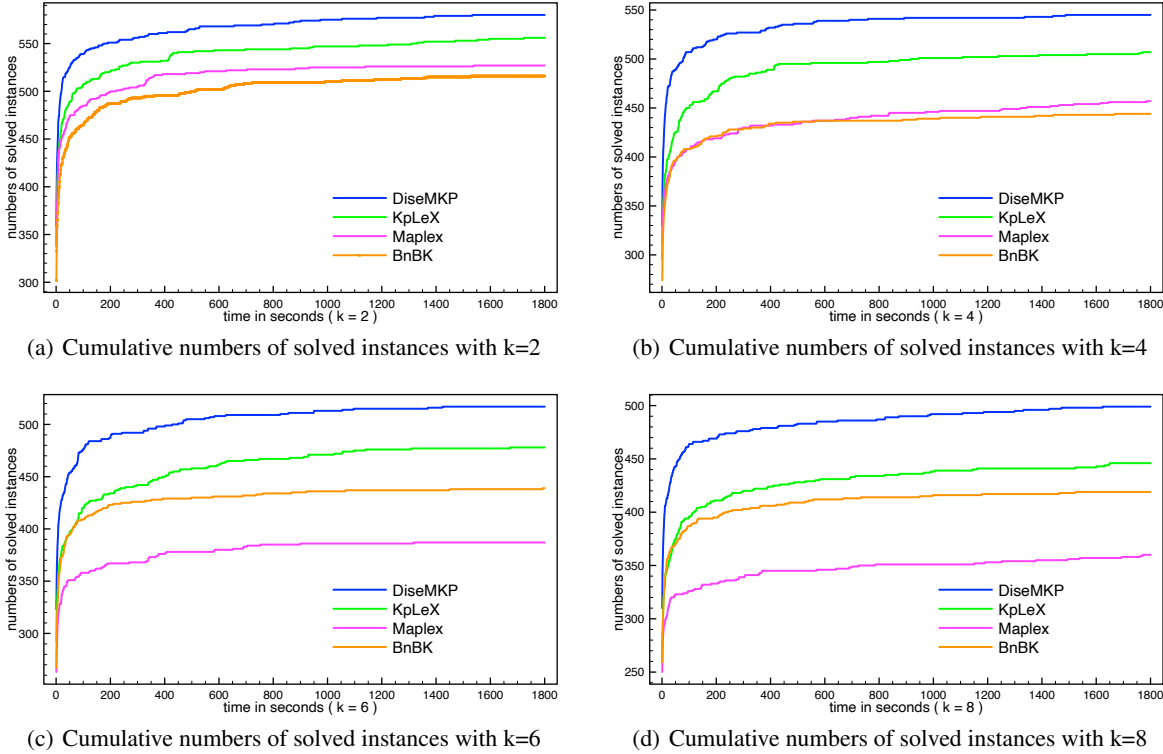 numbers of solved instances
550
500
450
400
350
300
DiseMKP
KpLeX
Maplex
BnBK
0 200 400 600 800 1000 1200 1400 1600 1800
time in seconds ( k = 2 )
(a) Cumulative numbers of solved instances with k=2
numbers of solved instances
550
500
450
400
350
300
DiseMKP
KpLeX
Maplex
BnBK
0 200 400 600 800 1000 1200 1400 1600 1800
time in seconds ( k = 4 )
(b) Cumulative numbers of solved instances with k=4
numbers of solved instances
500
450
400
350
300
DiseMKP
KpLeX
Maplex
BnBK
0 200 400 600 800 1000 1200 1400 1600 1800
time in seconds ( k = 6 )
(c) Cumulative numbers of solved instances with k=6
numbers of solved instances
500
450
400
350
300
250
DiseMKP
KpLeX
Maplex
BnBK
0 200 400 600 800 1000 1200 1400 1600 1800
time in seconds ( k = 8 )
(d) Cumulative numbers of solved instances with k=8